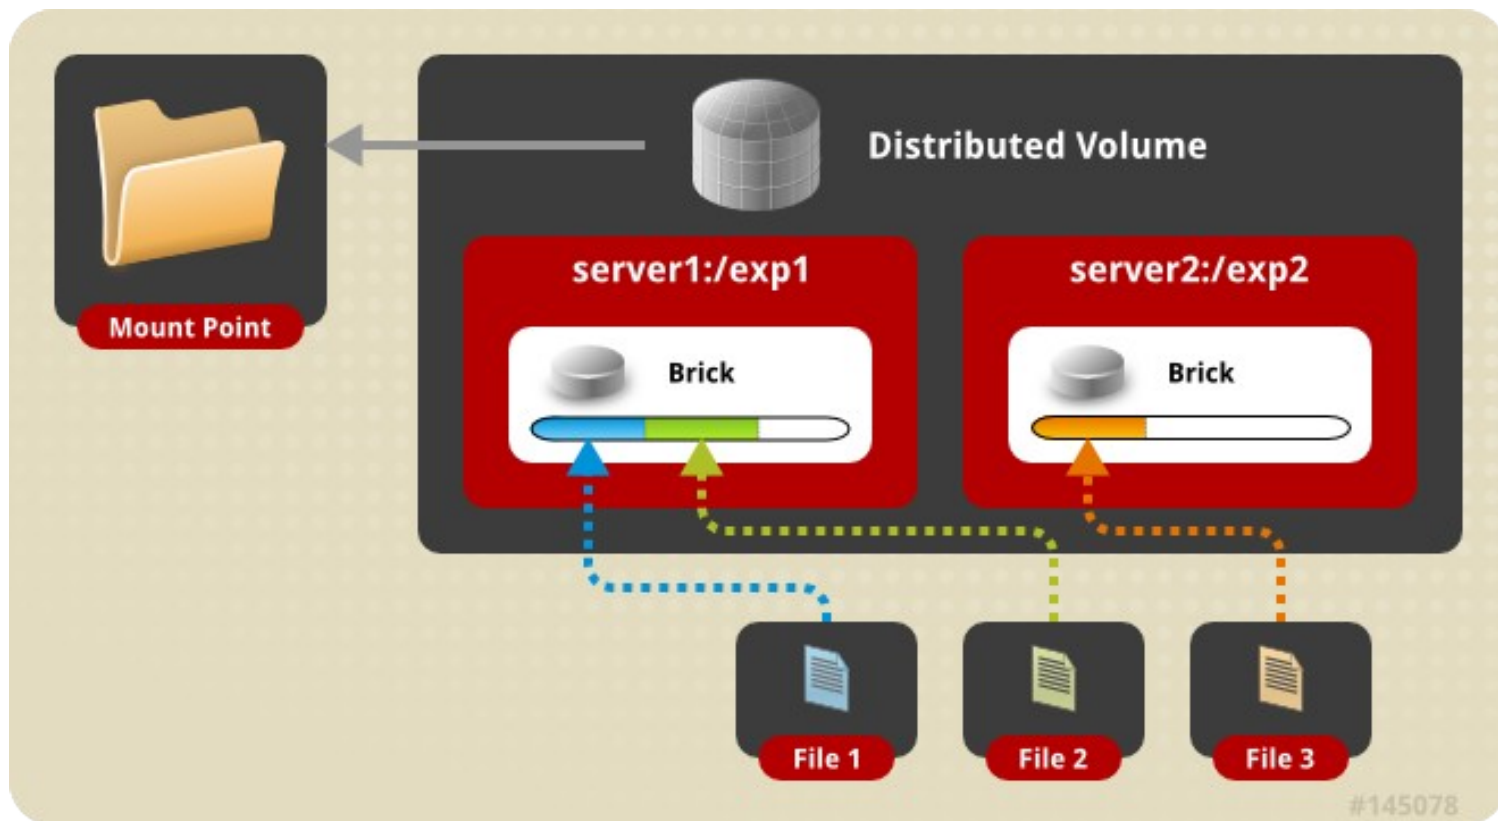 Distributed Volume
Mount Point
server1:/exp1
server2:/exp2
Brick
Brick
File 1
File 2
File 3
#145078